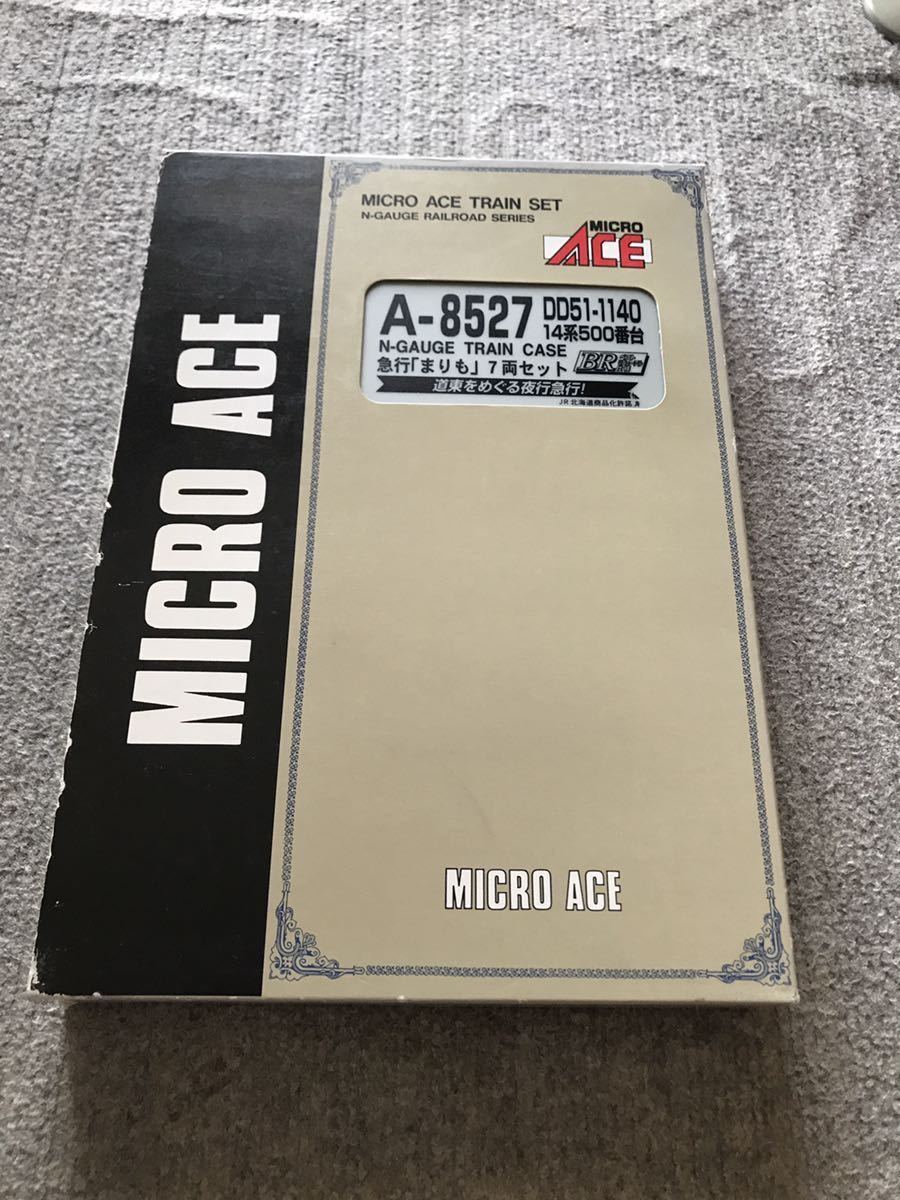 MICRO ACE
MICRO ACE TRAIN SET
N-GAUGE RAILROAD SERIES
MICRO
ACE
A-8527
DD51-1140
14系500番台
N-GAUGE TRAIN CASE
急行「まりも」7両セット
BR
道東をめぐる夜行急行!
JR北海道商品化許諾済
MICRO ACE